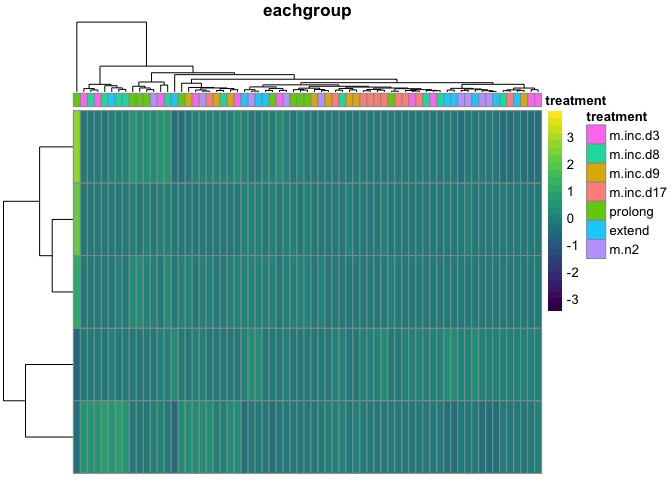 eachgroup
treatment
treatment
3
2
1
0
-1
-2
-3
m.inc.d3
m.inc.d8
m.inc.d9
m.inc.d17
prolong
extend
m.n2